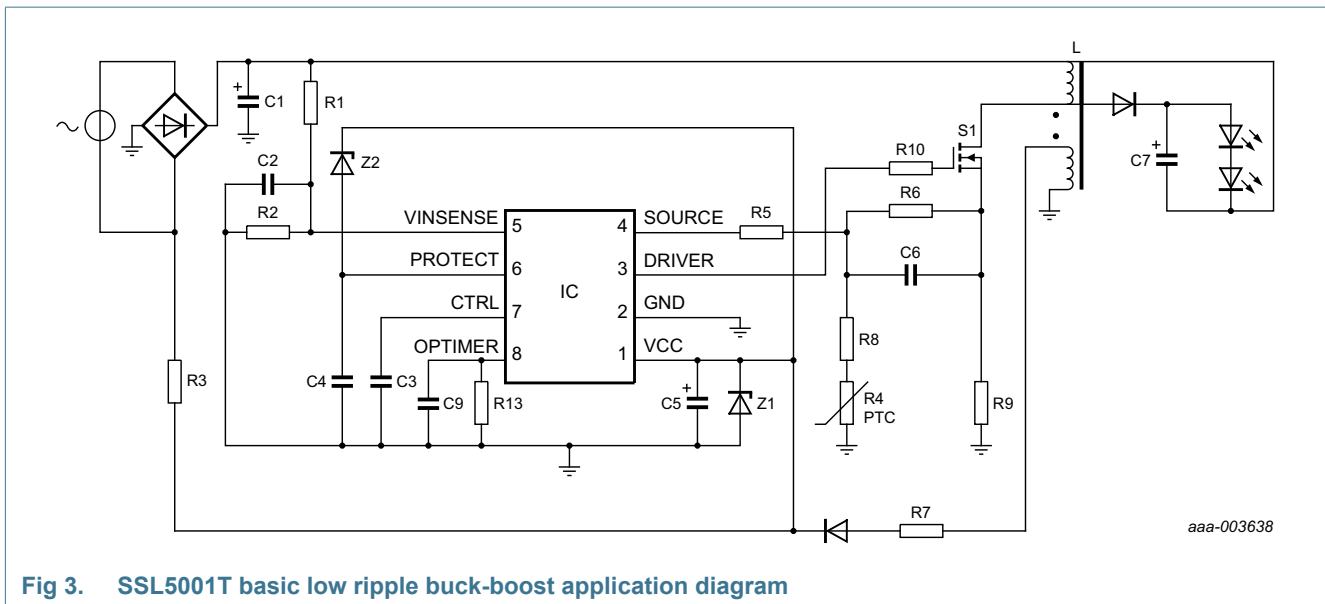 L
C1
R1
S1
R10
C2
Z2
C7
R6
R2
VINSENSE
5
4
SOURCE
R5
PROTECT
6
3
DRIVER
C6
IC
CTRL
7
2
GND
R8
OPTIMER
8
1
VCC
R3
C4
C3
C9
R13
C5
Z1
R4
PTC
R9
R7
aaa-003638
Fig 3. SSL5001T basic low ripple buck-boost application diagram